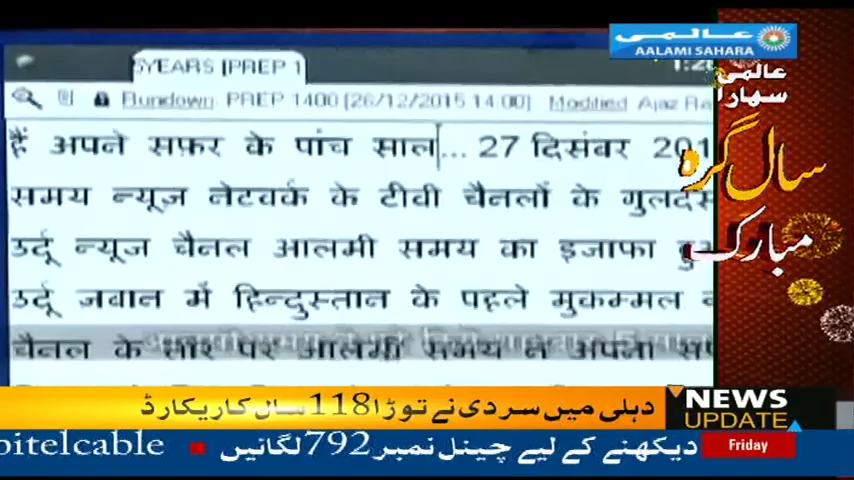 عالمی
AALAMI SAHARA
عالمی
سہارا
سال گرہ
مبارک
5YEARS [PREP 1
Rundown PREP 1400 [26/12/2015 14:00] Modified Ajaz
हैं अपने सफ़र के पांच साल... 27 दिसंबर 201
समय न्यूज नेटवर्क के टीवी चैनलों के
उर्दू न्यूज चैनल आलमी समय का इजाफा
उर्दू जबान में हिन्दुस्तान के पहले मुकम्मल
चैनल के तौर पर आलमी समय ने अपना
دہلی میں سردی نے توڑا 118 سال کا ریکارڈ
NEWS
UPDATE
دیکھنے کے لیے چینل نمبر 792 لگائیں ■ pitelcable
Friday